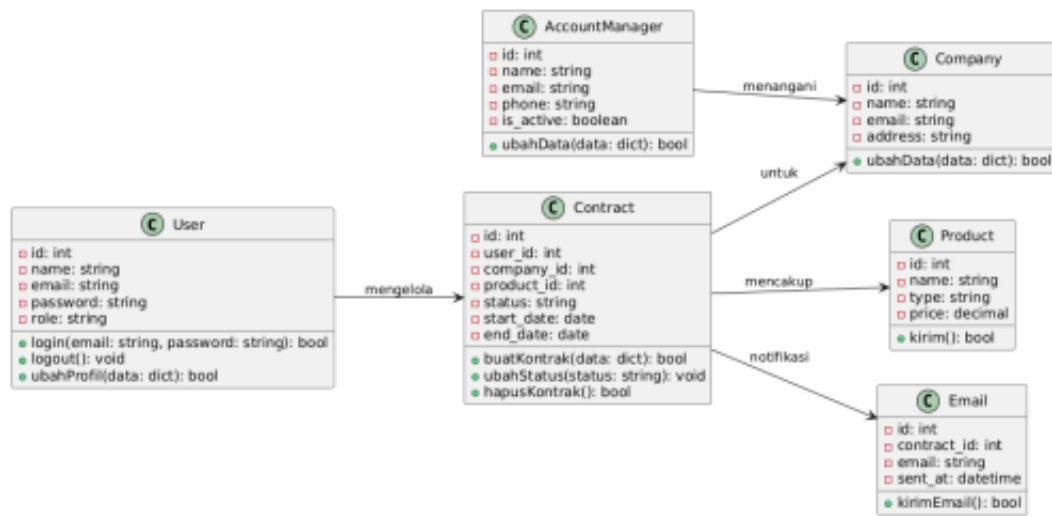 C AccountManager
id: int
name: string
email: string
phone: string
is_active: boolean
ubahData(data: dict): bool
menangani
C Company
id: int
name: string
email: string
address: string
ubahData(data: dict): bool
untuk
C User
id: int
name: string
email: string
password: string
role: string
login(email: string, password: string): bool
logout(): void
ubahProfil(data: dict): bool
mengelola
C Contract
id: int
user_id: int
company_id: int
product_id: int
status: string
start_date: date
end_date: date
buatKontrak(data: dict): bool
ubahStatus(status: string): void
hapusKontrak(): bool
mencakup
C Product
id: int
name: string
type: string
price: decimal
kirim(): bool
notifikasi
C Email
id: int
contract_id: int
email: string
sent_at: datetime
kirimEmail(): bool